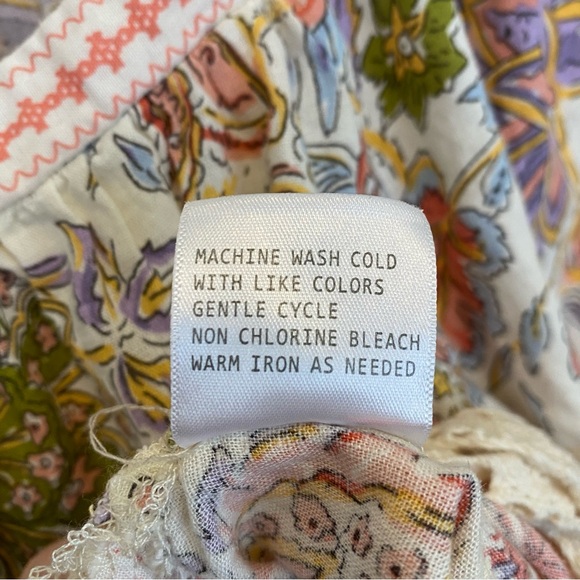 MACHINE WASH COLD
WITH LIKE COLORS
GENTLE CYCLE
NON CHLORINE BLEACH
WARM IRON AS NEEDED